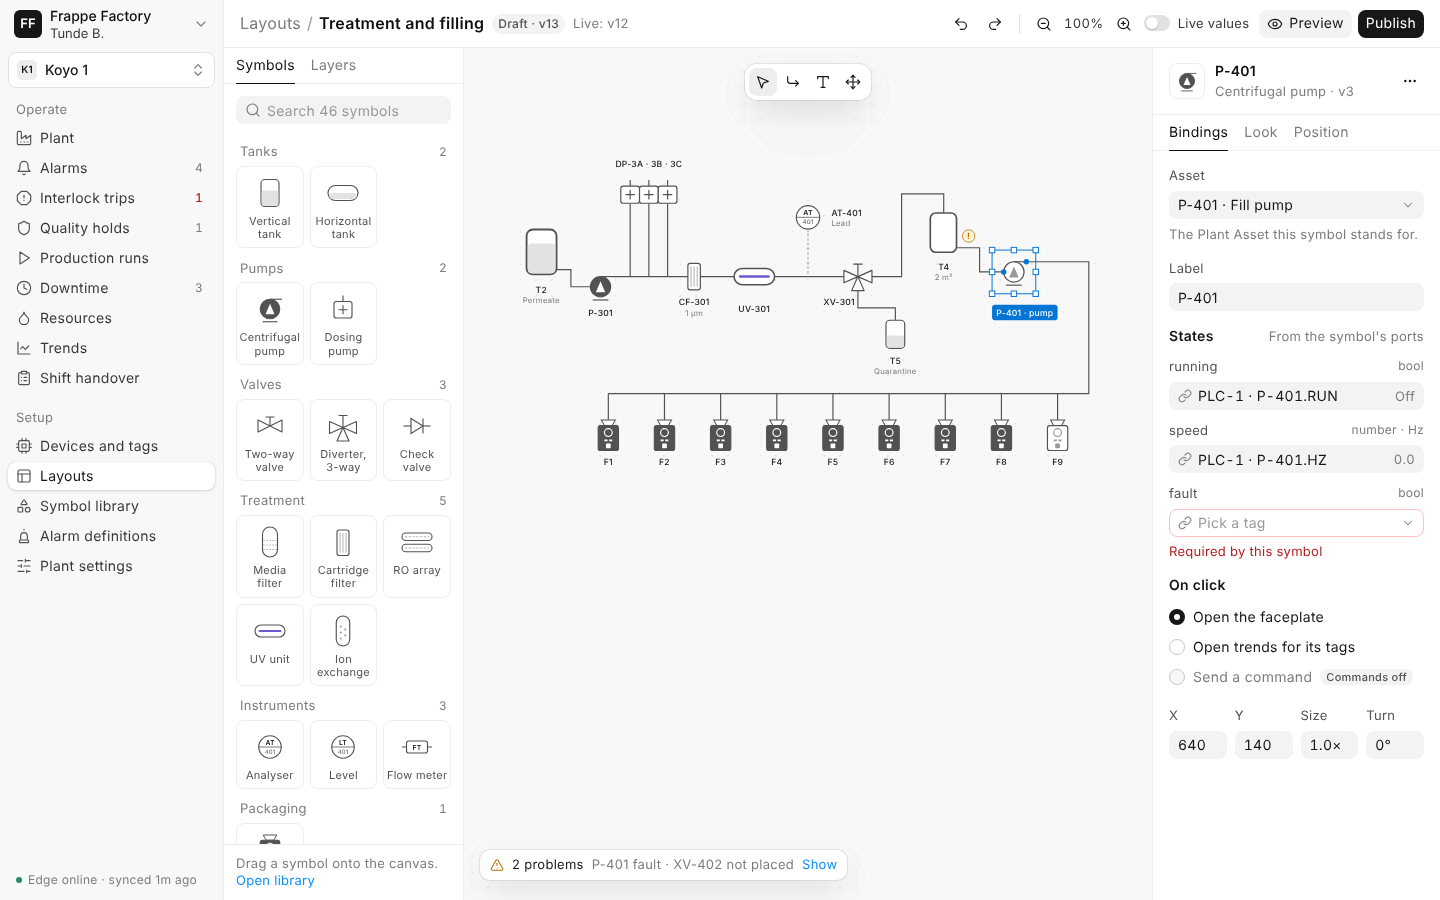 FF
Frappe Factory
Tunde B.
K1
Koyo 1
Operate
Plant
Alarms
4
Interlock trips
1
Quality holds
1
Production runs
Downtime
3
Resources
Trends
Shift handover
Setup
Devices and tags
Layouts
Symbol library
Alarm definitions
Plant settings
Edge online · synced 1m ago
Layouts / Treatment and filling
Draft · v13
Live: v12
100%
Live values
Preview
Publish
Symbols
Layers
Search 46 symbols
Tanks
2
Vertical
tank
Horizontal
tank
Pumps
2
Centrifugal
pump
Dosing
pump
Valves
3
Two-way
valve
Diverter,
3-way
Check
valve
Treatment
5
Media
filter
Cartridge
filter
RO array
UV unit
Ion
exchange
Instruments
3
AT
401
Analyser
LT
401
Level
FT
Flow meter
Packaging
1
Drag a symbol onto the canvas.
Open library
DP-3A · 3B · 3C
AT
401
AT-401
Lead
T2
Permeate
P-301
CF-301
1 µm
UV-301
XV-301
T4
2 m³
P-401 · pump
T5
Quarantine
F1
F2
F3
F4
F5
F6
F7
F8
F9
2 problems
P-401 fault · XV-402 not placed
Show
P-401
Centrifugal pump · v3
Bindings
Look
Position
Asset
P-401 · Fill pump
The Plant Asset this symbol stands for.
Label
P-401
States
From the symbol's ports
running
bool
PLC-1 · P-401.RUN
Off
speed
number · Hz
PLC-1 · P-401.HZ
0.0
fault
bool
Pick a tag
Required by this symbol
On click
Open the faceplate
Open trends for its tags
Send a command
Commands off
X
Y
Size
Turn
640
140
1.0×
0°